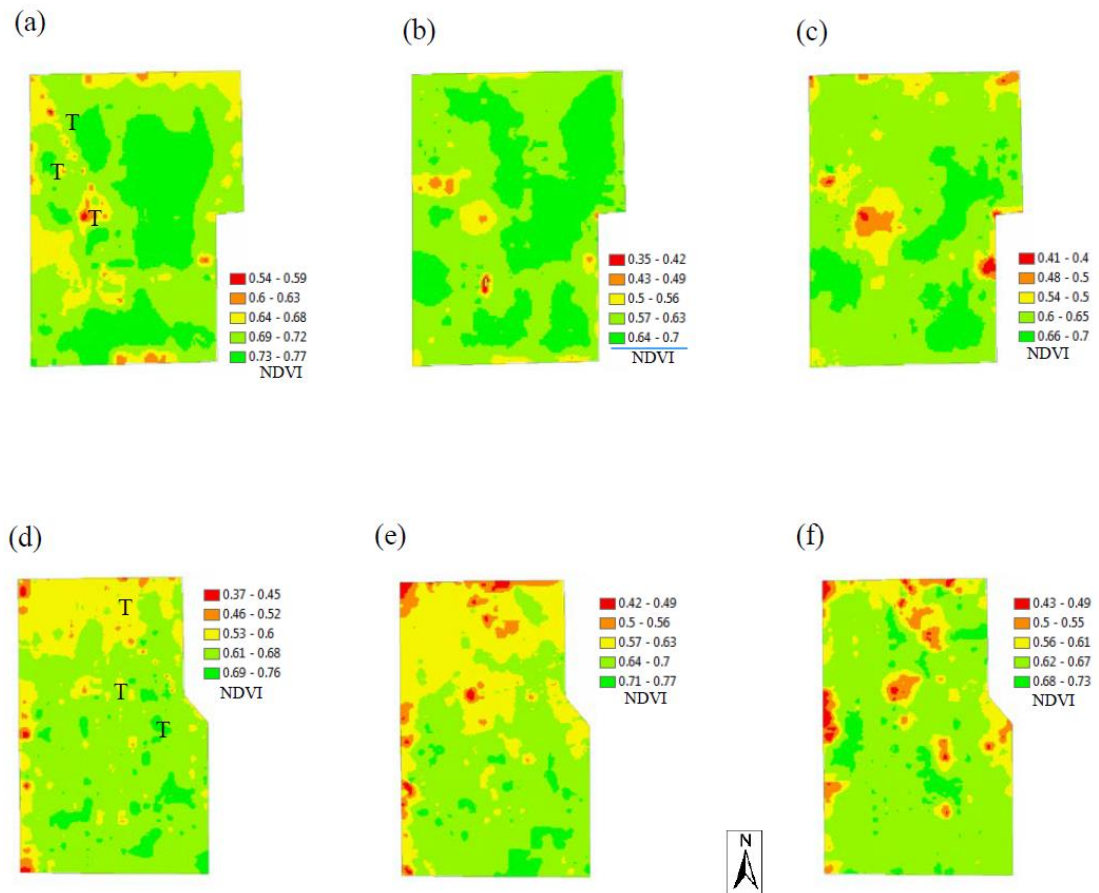 (a)
(b)
(c)
T
T
T
0.54 - 0.59
0.6 - 0.63
0.64 - 0.68
0.69 - 0.72
0.73 - 0.77
NDVI
0.35 - 0.42
0.43 - 0.49
0.5 - 0.56
0.57 - 0.63
0.64 - 0.7
NDVI
0.41 - 0.4
0.48 - 0.5
0.54 - 0.5
0.6 - 0.65
0.66 - 0.7
NDVI
(d)
(e)
(f)
T
T
T
0.37 - 0.45
0.46 - 0.52
0.53 - 0.6
0.61 - 0.68
0.69 - 0.76
NDVI
0.42 - 0.49
0.5 - 0.56
0.57 - 0.63
0.64 - 0.7
0.71 - 0.77
NDVI
0.43 - 0.49
0.5 - 0.55
0.56 - 0.61
0.62 - 0.67
0.68 - 0.73
NDVI
N